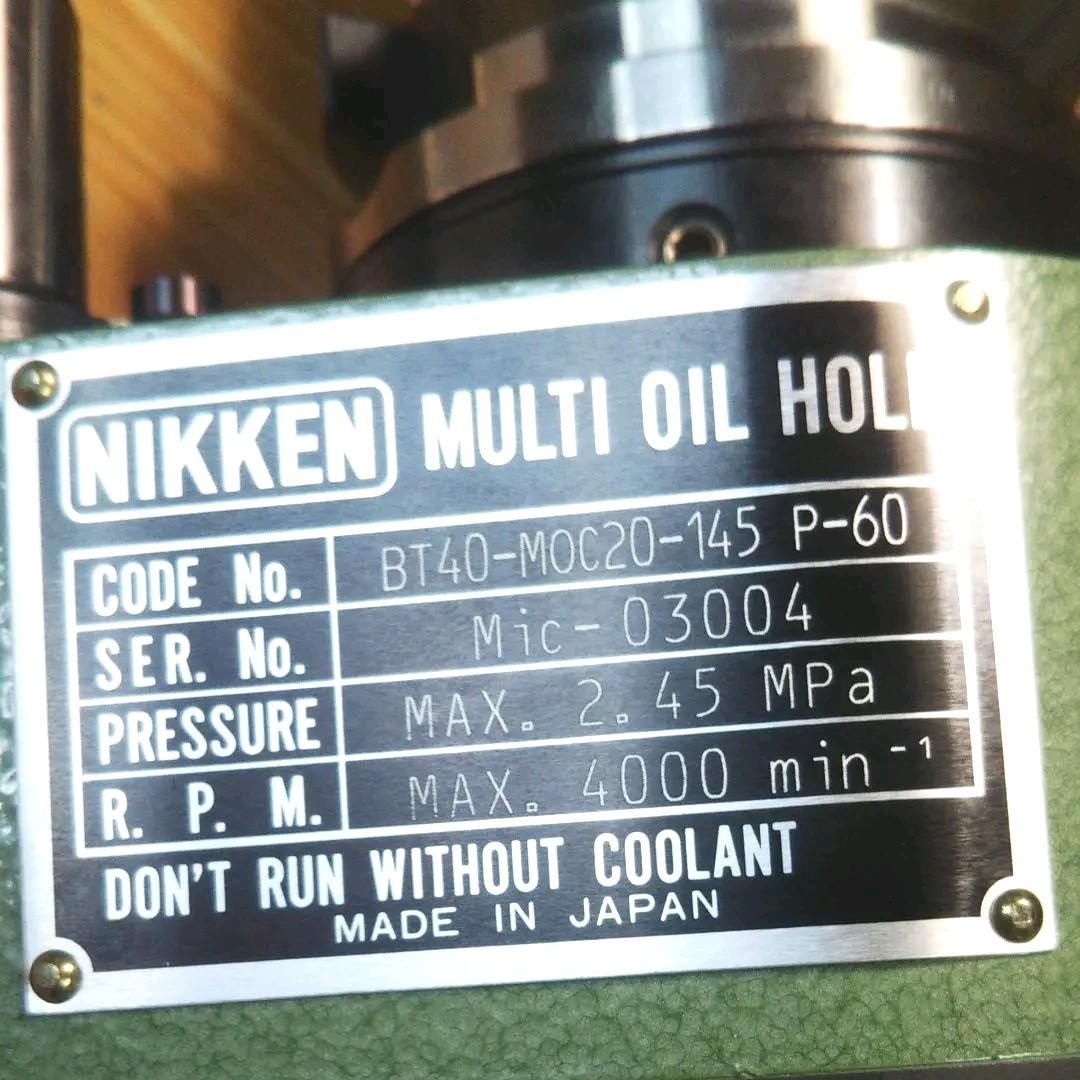 NIKKEN MULTI OIL HOL
CODE No. BT40-MOC20-145 P-60
SER. No. Mic-03004
PRESSURE MAX. 2.45 MPa
R. P. M. MAX. 4000 min⁻¹
DON'T RUN WITHOUT COOLANT
MADE IN JAPAN